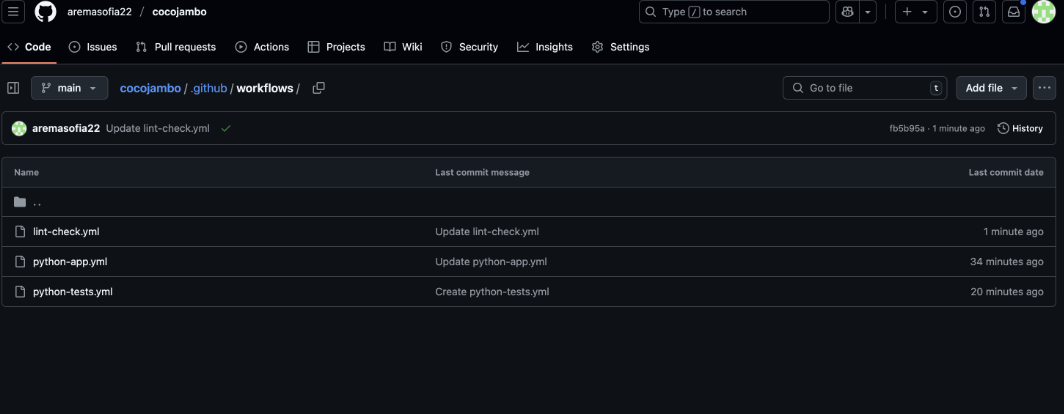 aremasofia22 / cocojambo
Type / to search
Code Issues Pull requests Actions Projects Wiki Security Insights Settings
main cocojambo / .github / workflows / Go to file t Add file
aremasofia22 Update lint-check.yml fb5b95a · 1 minute ago History
Name Last commit message Last commit date
..
lint-check.yml Update lint-check.yml 1 minute ago
python-app.yml Update python-app.yml 34 minutes ago
python-tests.yml Create python-tests.yml 20 minutes ago